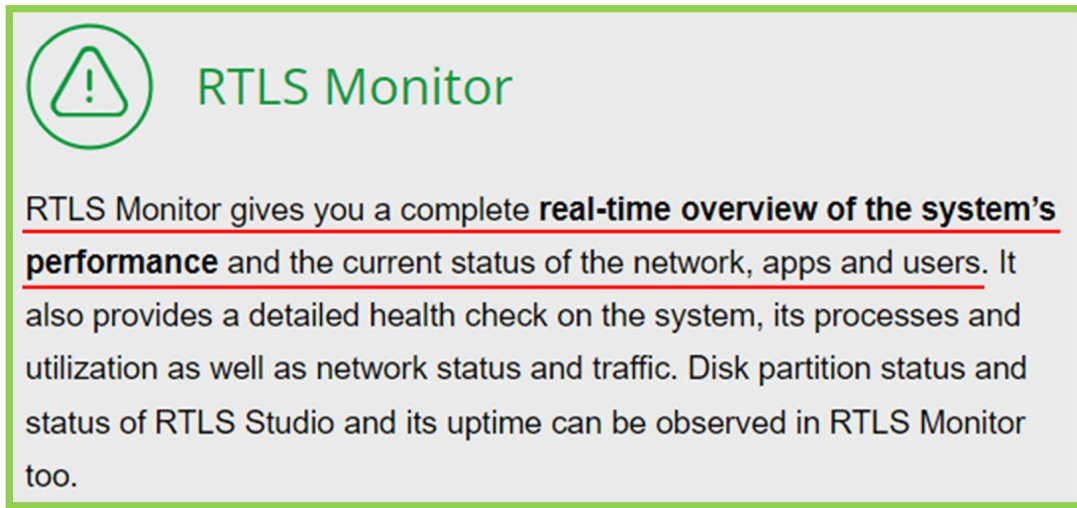 RTLS Monitor
RTLS Monitor gives you a complete real-time overview of the system’s
performance and the current status of the network, apps and users. It
also provides a detailed health check on the system, its processes and
utilization as well as network status and traffic. Disk partition status and
status of RTLS Studio and its uptime can be observed in RTLS Monitor
too.